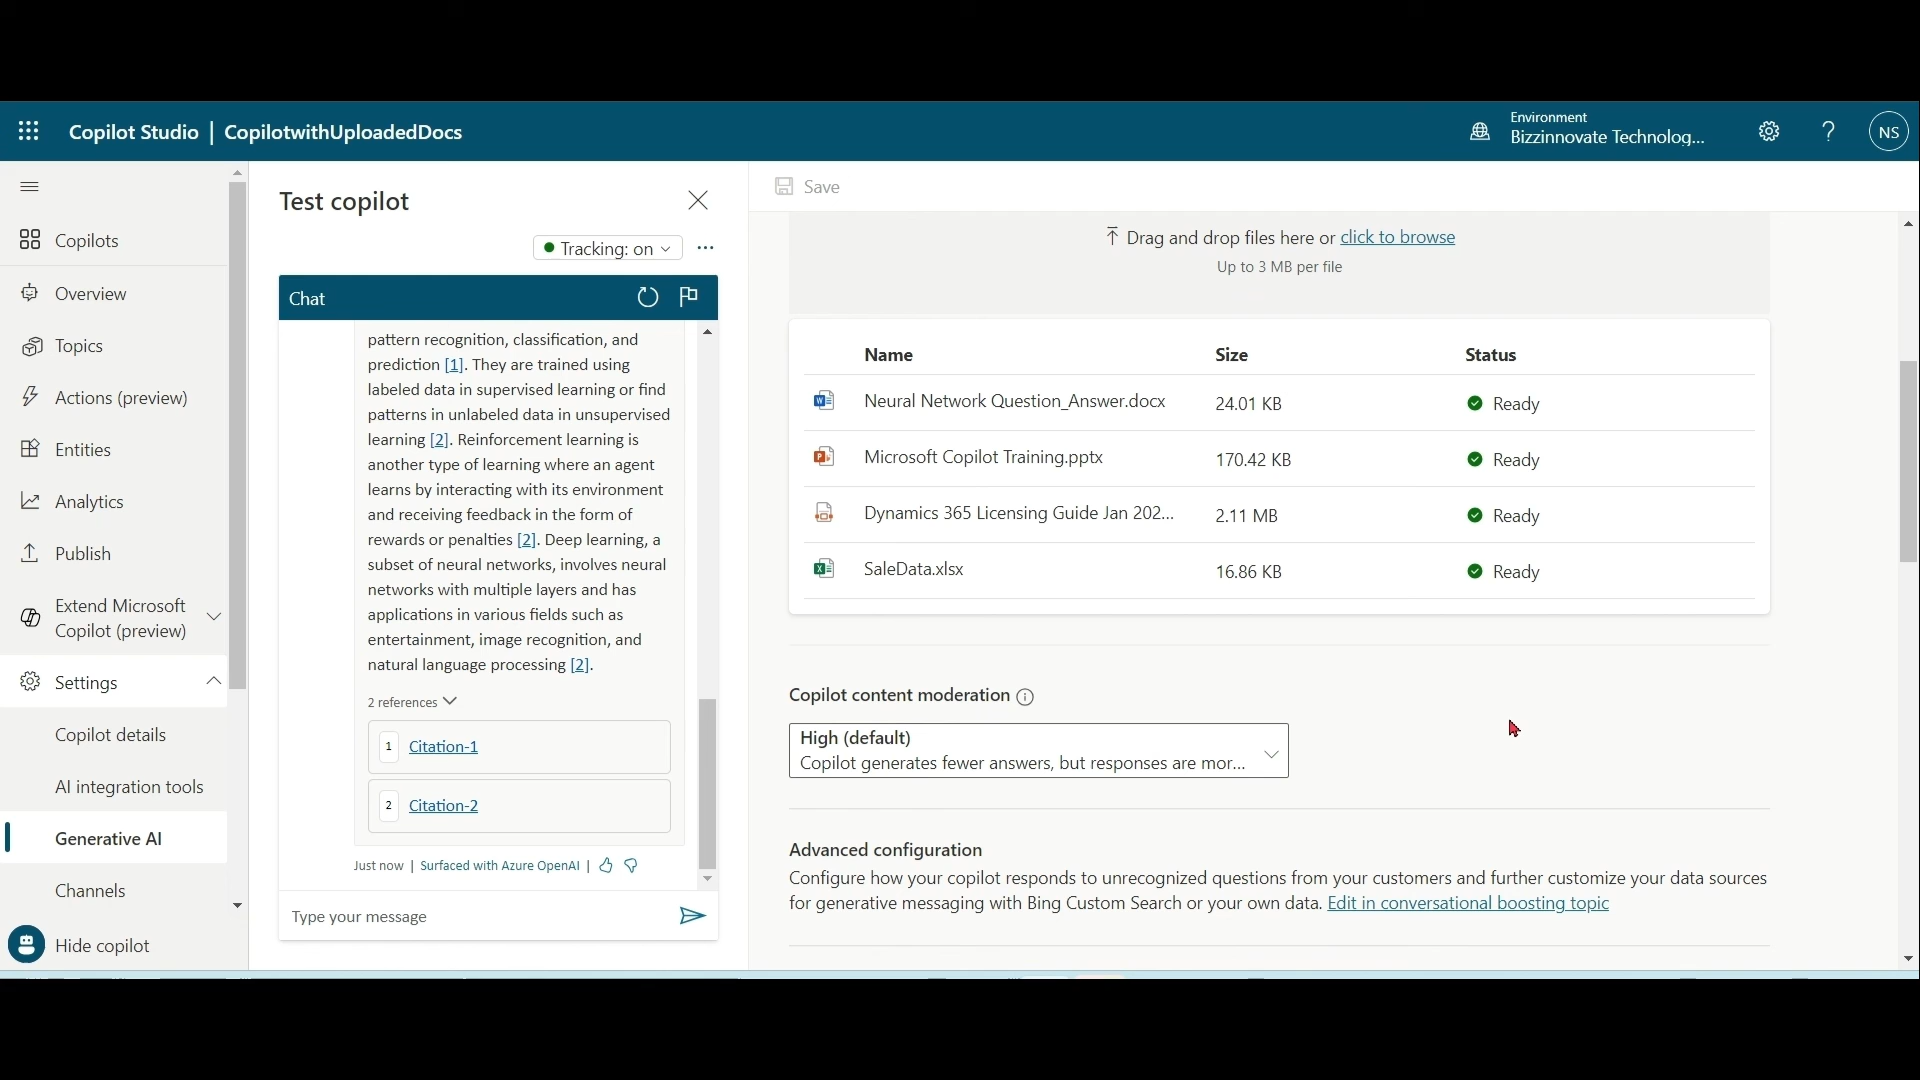 Copilot Studio | CopilotwithUploadedDocs
Environment
Bizzinnovate Technolog...
?
NS
Copilots
Overview
Topics
Actions (preview)
Entities
Analytics
Publish
Extend Microsoft
Copilot (preview)
Settings
Copilot details
AI integration tools
Generative AI
Channels
Hide copilot
Test copilot
Tracking: on
...
Chat
pattern recognition, classification, and
prediction [1]. They are trained using
labeled data in supervised learning or find
patterns in unlabeled data in unsupervised
learning [2]. Reinforcement learning is
another type of learning where an agent
learns by interacting with its environment
and receiving feedback in the form of
rewards or penalties [2]. Deep learning, a
subset of neural networks, involves neural
networks with multiple layers and has
applications in various fields such as
entertainment, image recognition, and
natural language processing [2].
2 references
1 Citation-1
2 Citation-2
Just now | Surfaced with Azure OpenAI |
Type your message
Save
Drag and drop files here or click to browse
Up to 3 MB per file
Name Size Status
Neural Network Question_Answer.docx 24.01 KB Ready
Microsoft Copilot Training.pptx 170.42 KB Ready
Dynamics 365 Licensing Guide Jan 202... 2.11 MB Ready
SaleData.xlsx 16.86 KB Ready
Copilot content moderation
High (default)
Copilot generates fewer answers, but responses are mor...
Advanced configuration
Configure how your copilot responds to unrecognized questions from your customers and further customize your data sources
for generative messaging with Bing Custom Search or your own data. Edit in conversational boosting topic